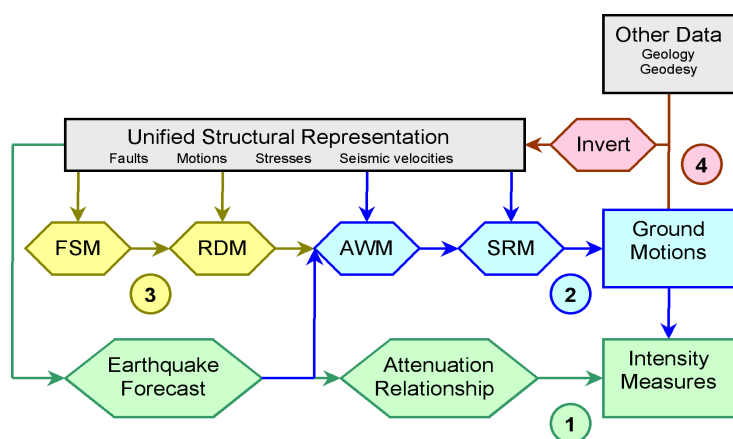 Other Data
Geology
Geodesy
Unified Structural Representation
Faults Motions Stresses Seismic velocities
Invert
4
FSM
RDM
AWM
SRM
Ground
Motions
3
2
Earthquake
Forecast
Attenuation
Relationship
Intensity
Measures
1